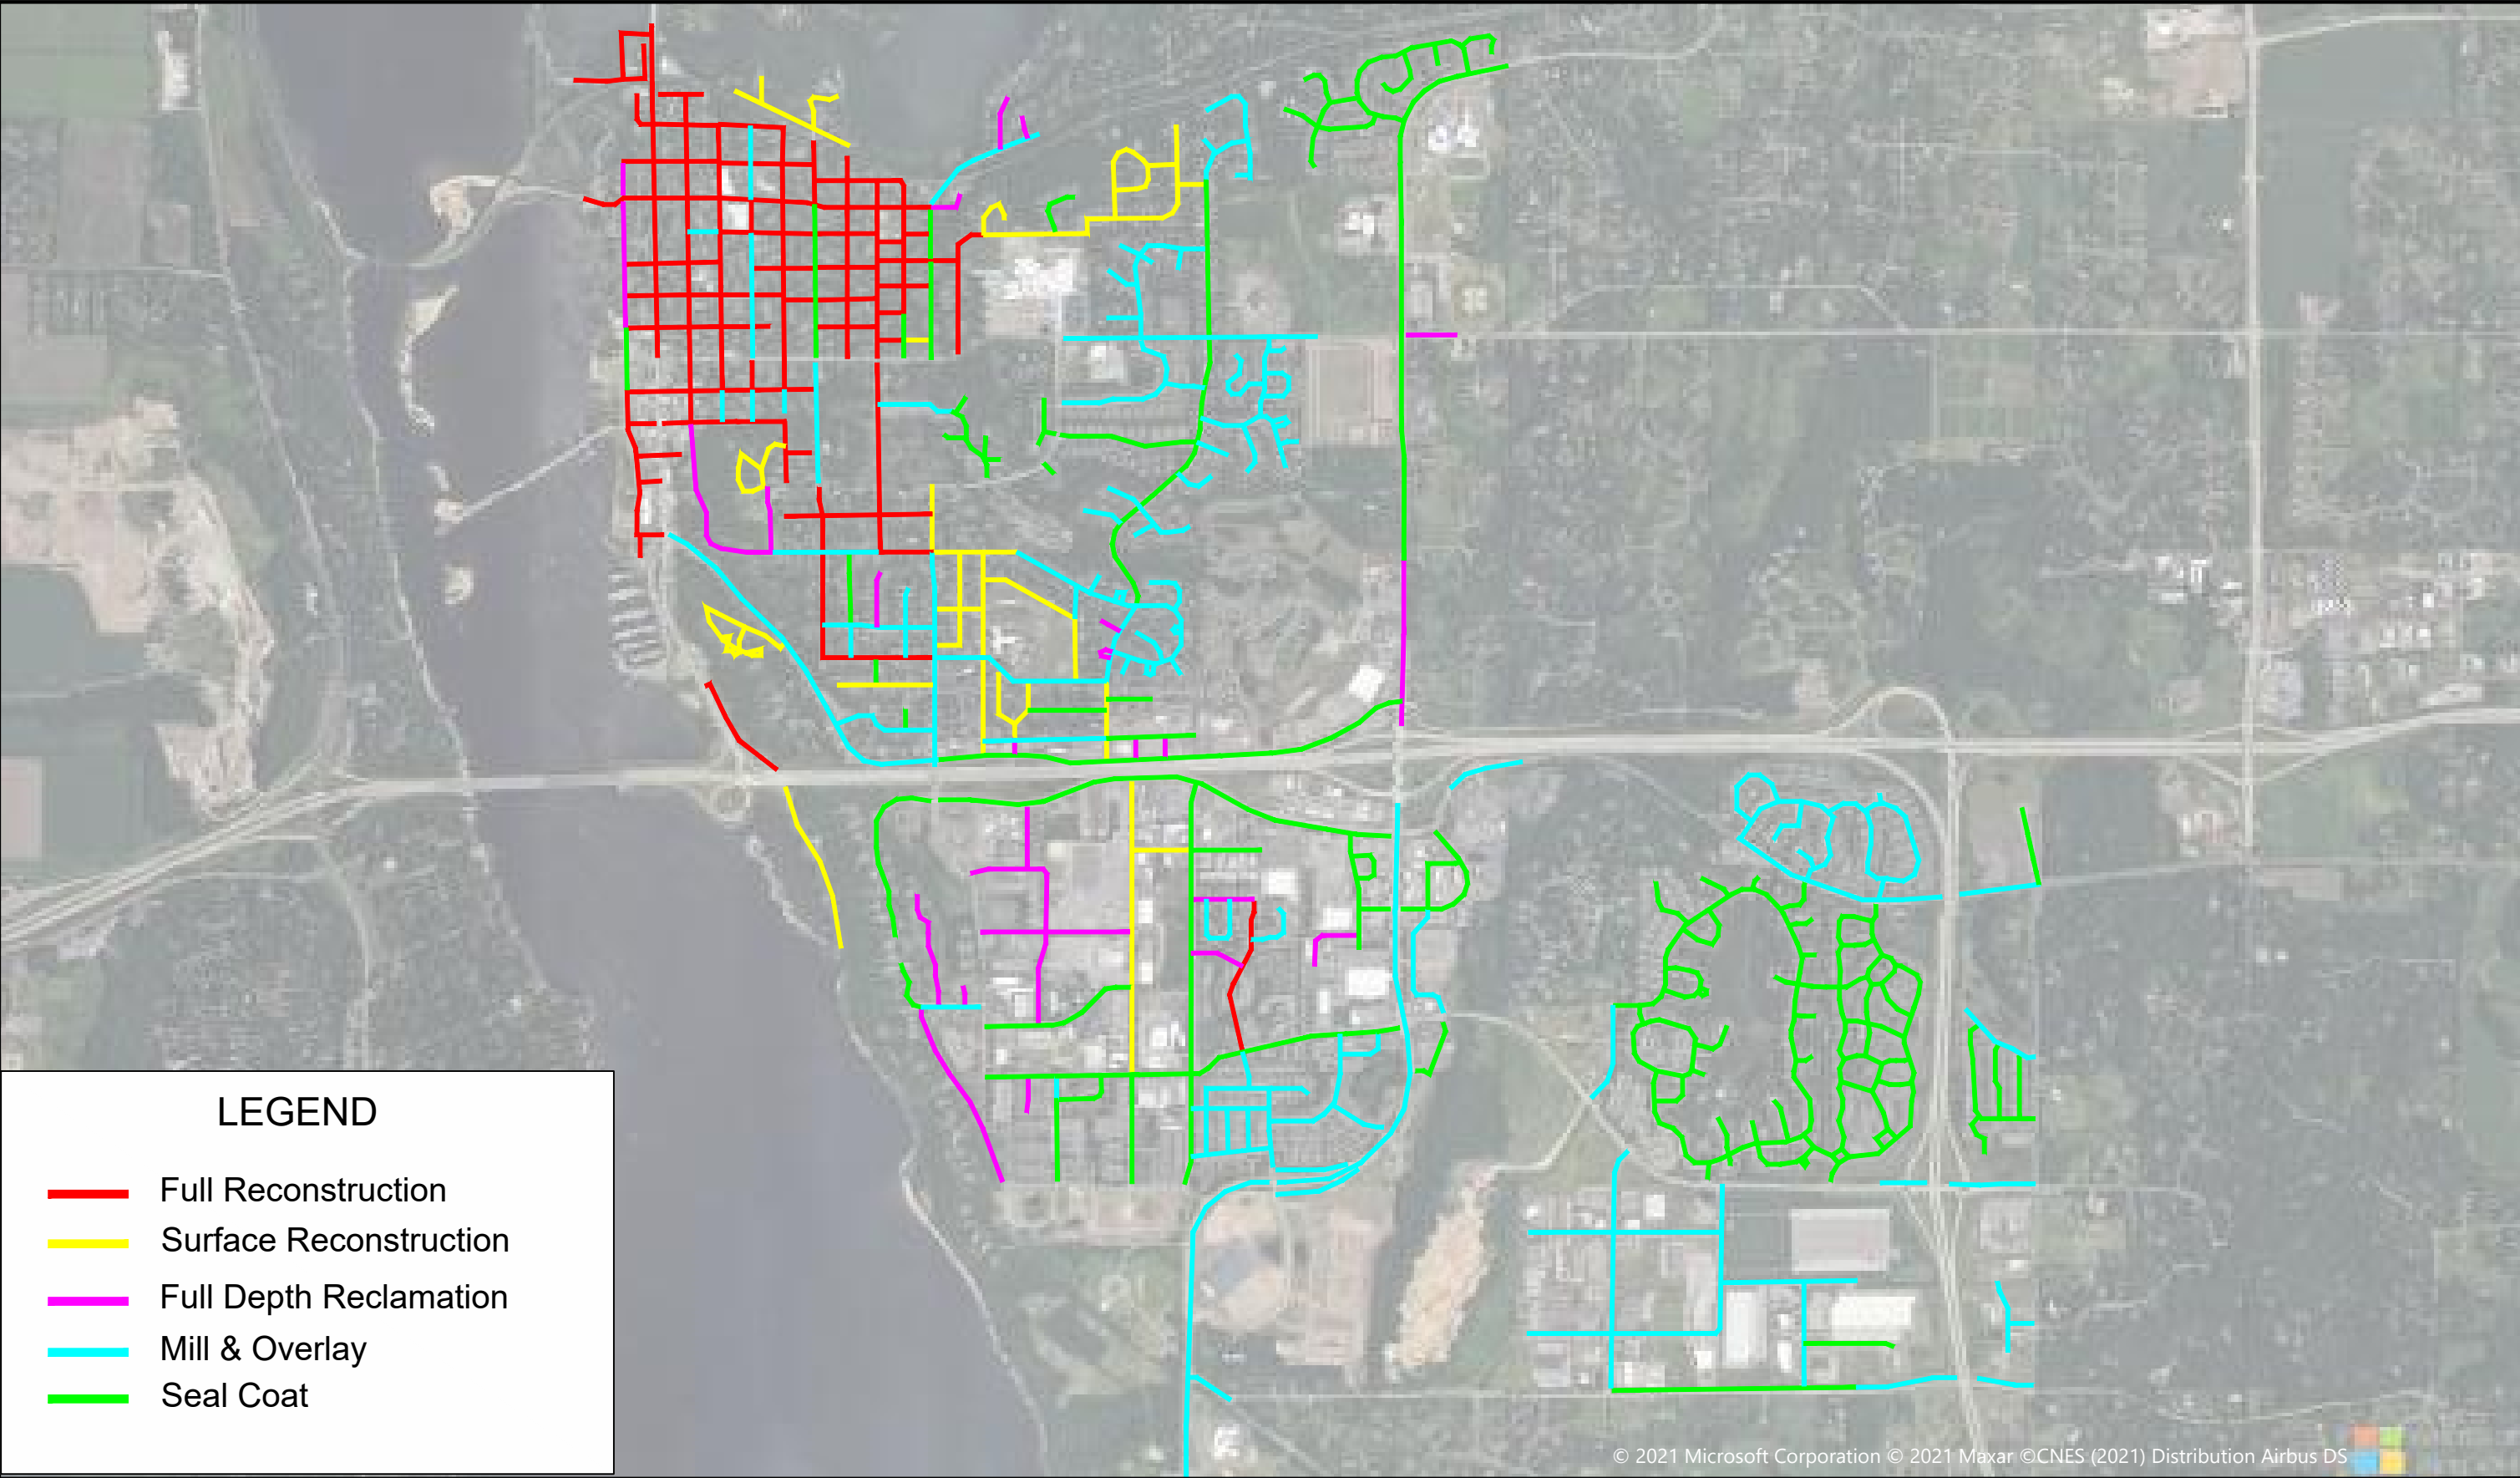 LEGEND
Full Reconstruction
Surface Reconstruction
Full Depth Reclamation
Mill & Overlay
Seal Coat
© 2021 Microsoft Corporation © 2021 Maxar ©CNES (2021) Distribution Airbus DS